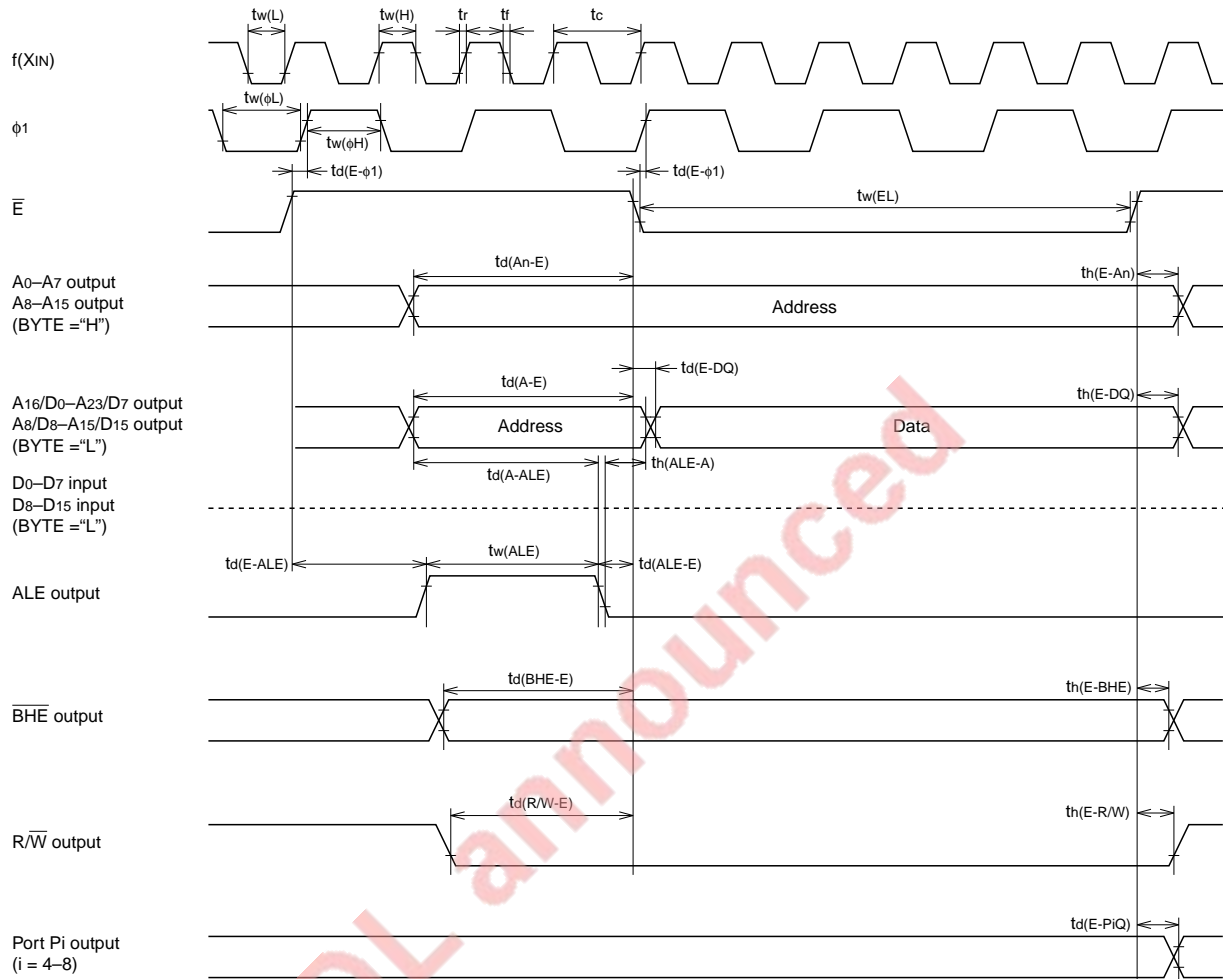 tw(L) tw(H) tr tf tc
f(XIN)
tw(ϕL)
ϕ1
tw(ϕH)
td(E-ϕ1) td(E-ϕ1)
E̅
tw(EL)
td(An-E) th(E-An)
A0–A7 output
A8–A15 output
(BYTE ="H")
Address
td(E-DQ)
td(A-E) th(E-DQ)
A16/D0–A23/D7 output
A8/D8–A15/D15 output
(BYTE ="L")
Address Data
td(A-ALE) th(ALE-A)
D0–D7 input
D8–D15 input
(BYTE ="L")
td(E-ALE) tw(ALE) td(ALE-E)
ALE output
td(BHE-E) th(E-BHE)
B̅H̅E̅ output
td(R/W-E) th(E-R/W)
R/W̅ output
td(E-PiQ)
Port Pi output
(i = 4–8)
announced